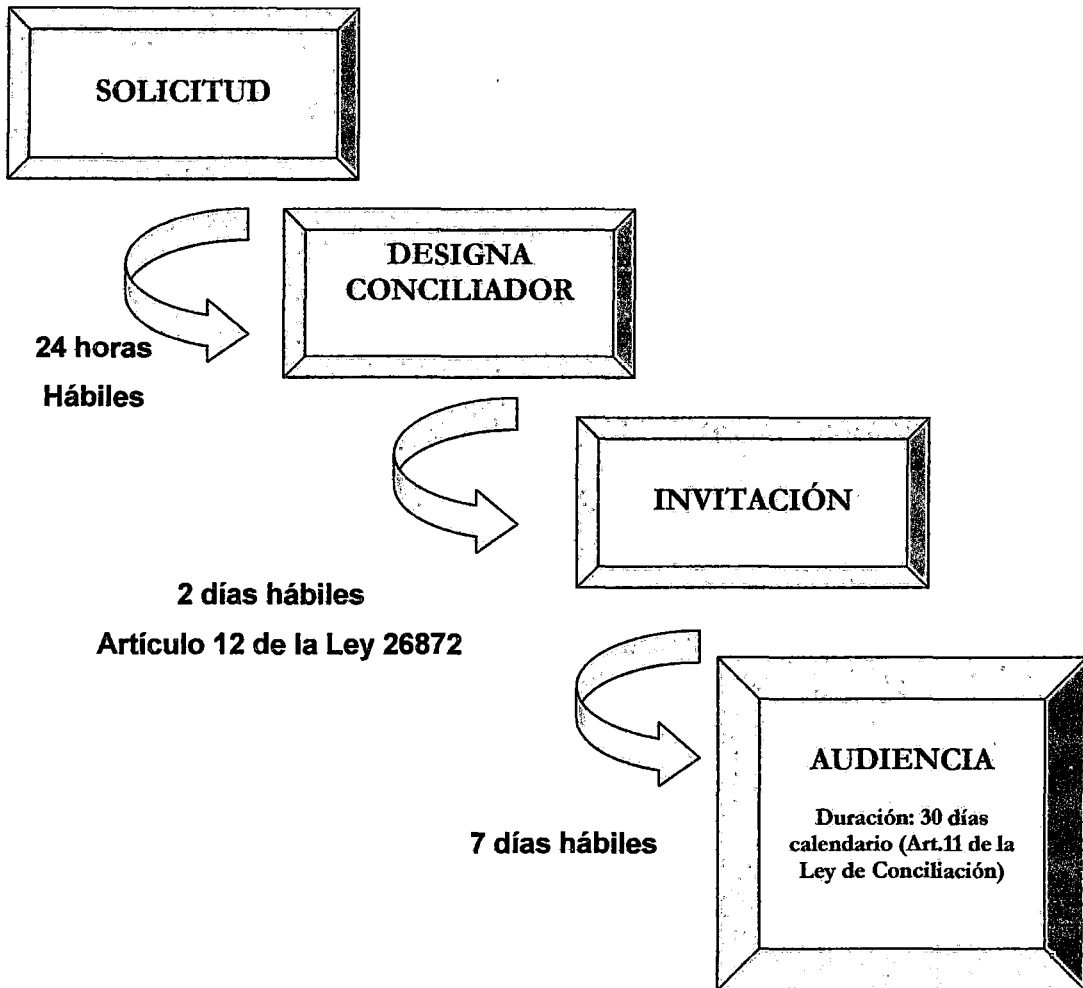 SOLICITUD
24 horas
Hábiles
DESIGNA
CONCILIADOR
2 días hábiles
Artículo 12 de la Ley 26872
INVITACIÓN
7 días hábiles
AUDIENCIA
Duración: 30 días
calendario (Art.11 de la
Ley de Conciliación)